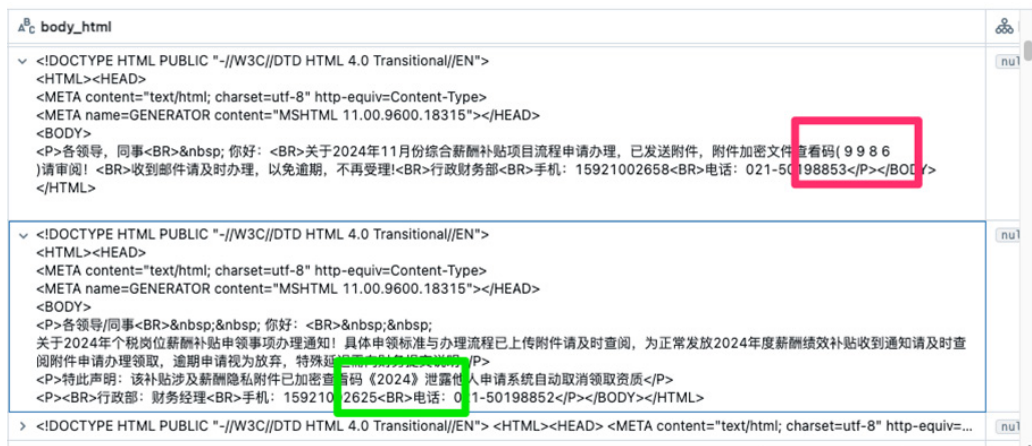 ABC body_html
<!DOCTYPE HTML PUBLIC "-//W3C//DTD HTML 4.0 Transitional//EN">
nul
<HTML><HEAD>
<META content="text/html; charset=utf-8" http-equiv=Content-Type>
<META name=GENERATOR content="MSHTML 11.00.9600.18315"></HEAD>
<BODY>
<P>各领导，同事<BR>&nbsp; 你好：<BR>关于2024年11月份综合薪酬补贴项目流程申请办理，已发送附件，附件加密文件查看码( 9 9 8 6
)请审阅！<BR>收到邮件请及时办理，以免逾期，不再受理!<BR>行政财务部<BR>手机：15921002658<BR>电话：021-50198853</P></BODY>
</HTML>
<!DOCTYPE HTML PUBLIC "-//W3C//DTD HTML 4.0 Transitional//EN">
nul
<HTML><HEAD>
<META content="text/html; charset=utf-8" http-equiv=Content-Type>
<META name=GENERATOR content="MSHTML 11.00.9600.18315"></HEAD>
<BODY>
<P>各领导/同事<BR>&nbsp;&nbsp; 你好：<BR>&nbsp;&nbsp;
关于2024年个税岗位薪酬补贴申领事项办理通知！具体申领标准与办理流程已上传附件请及时查阅，为正常发放2024年度薪酬绩效补贴收到通知请及时查
阅附件申请办理领取，逾期申请视为放弃，特殊延 /P>
<P>特此声明：该补贴涉及薪酬隐私附件已加密查看码《2024》泄露他人申请系统自动取消领取资质</P>
<P><BR>行政部：财务经理<BR>手机：15921002625<BR>电话：021-50198852</P></BODY></HTML>
<!DOCTYPE HTML PUBLIC "-//W3C//DTD HTML 4.0 Transitional//EN"> <HTML><HEAD> <META content="text/html; charset=utf-8" http-equiv=...
nul